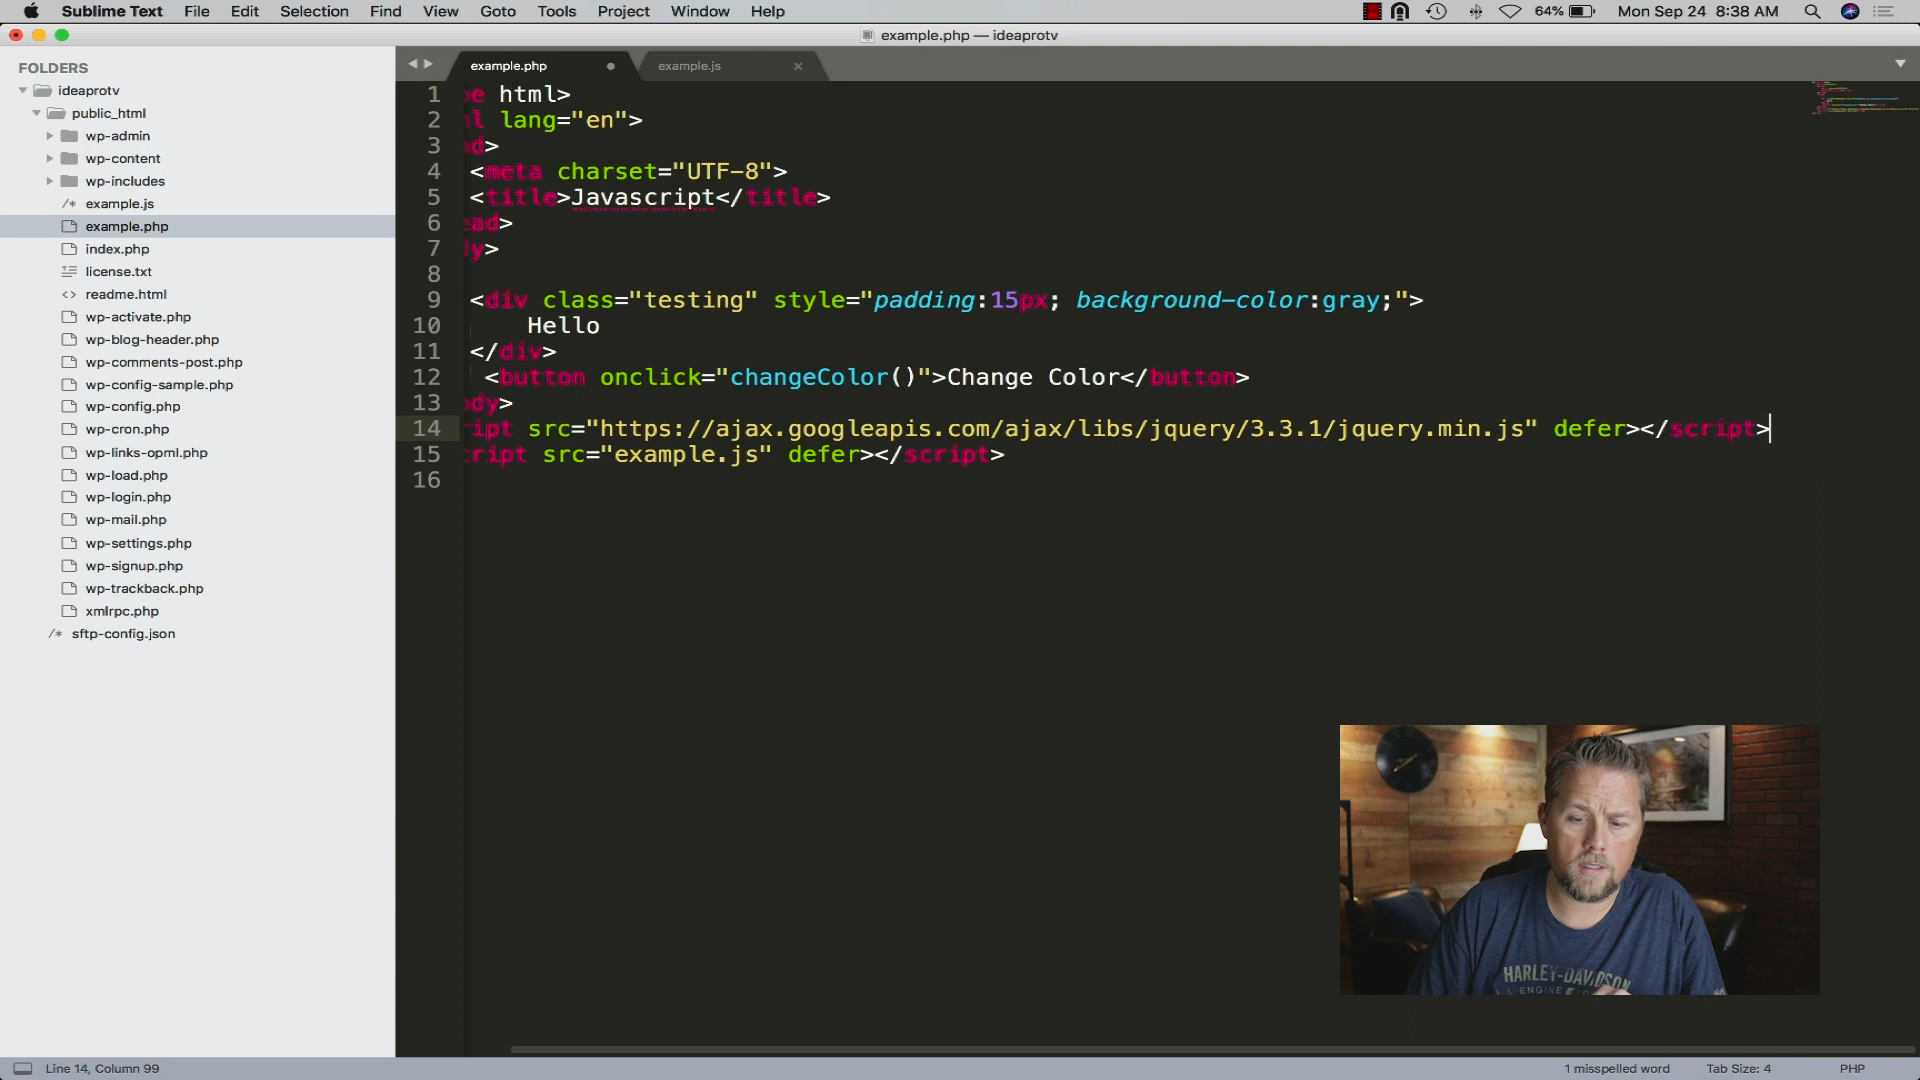 Sublime Text File Edit Selection Find View Goto Tools Project Window Help 64% Mon Sep 24 8:38 AM
example.php — ideaprotv
FOLDERS
ideaprotv
public_html
wp-admin
wp-content
wp-includes
/* example.js
example.php
index.php
license.txt
<> readme.html
wp-activate.php
wp-blog-header.php
wp-comments-post.php
wp-config-sample.php
wp-config.php
wp-cron.php
wp-links-opml.php
wp-load.php
wp-login.php
wp-mail.php
wp-settings.php
wp-signup.php
wp-trackback.php
xmlrpc.php
/* sftp-config.json
example.php example.js
1 pe html>
2 ml lang="en">
3 ad>
4 <meta charset="UTF-8">
5 <title>Javascript</title>
6 ead>
7 dy>
8
9 <div class="testing" style="padding:15px; background-color:gray;">
10 Hello
11 </div>
12 <button onclick="changeColor()">Change Color</button>
13 ody>
14 ript src="https://ajax.googleapis.com/ajax/libs/jquery/3.3.1/jquery.min.js" defer></script>
15 cript src="example.js" defer></script>
16
HARLEY-DAVIDSON
Line 14, Column 99
1 misspelled word Tab Size: 4 PHP